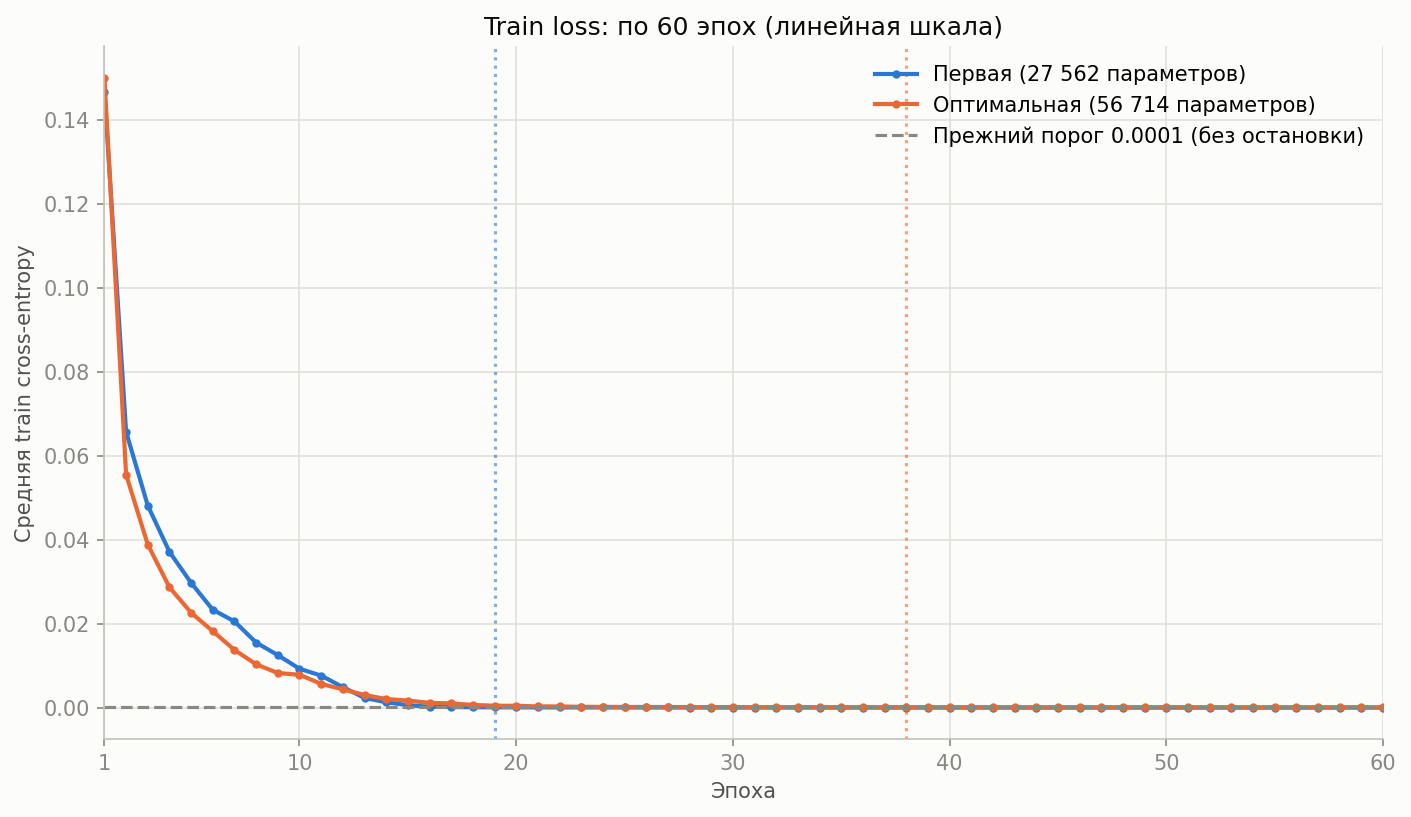 Train loss: по 60 эпох (линейная шкала)
Первая (27 562 параметров)
Оптимальная (56 714 параметров)
Прежний порог 0.0001 (без остановки)
Средняя train cross-entropy
0.14
0.12
0.10
0.08
0.06
0.04
0.02
0.00
1 10 20 30 40 50 60
Эпоха